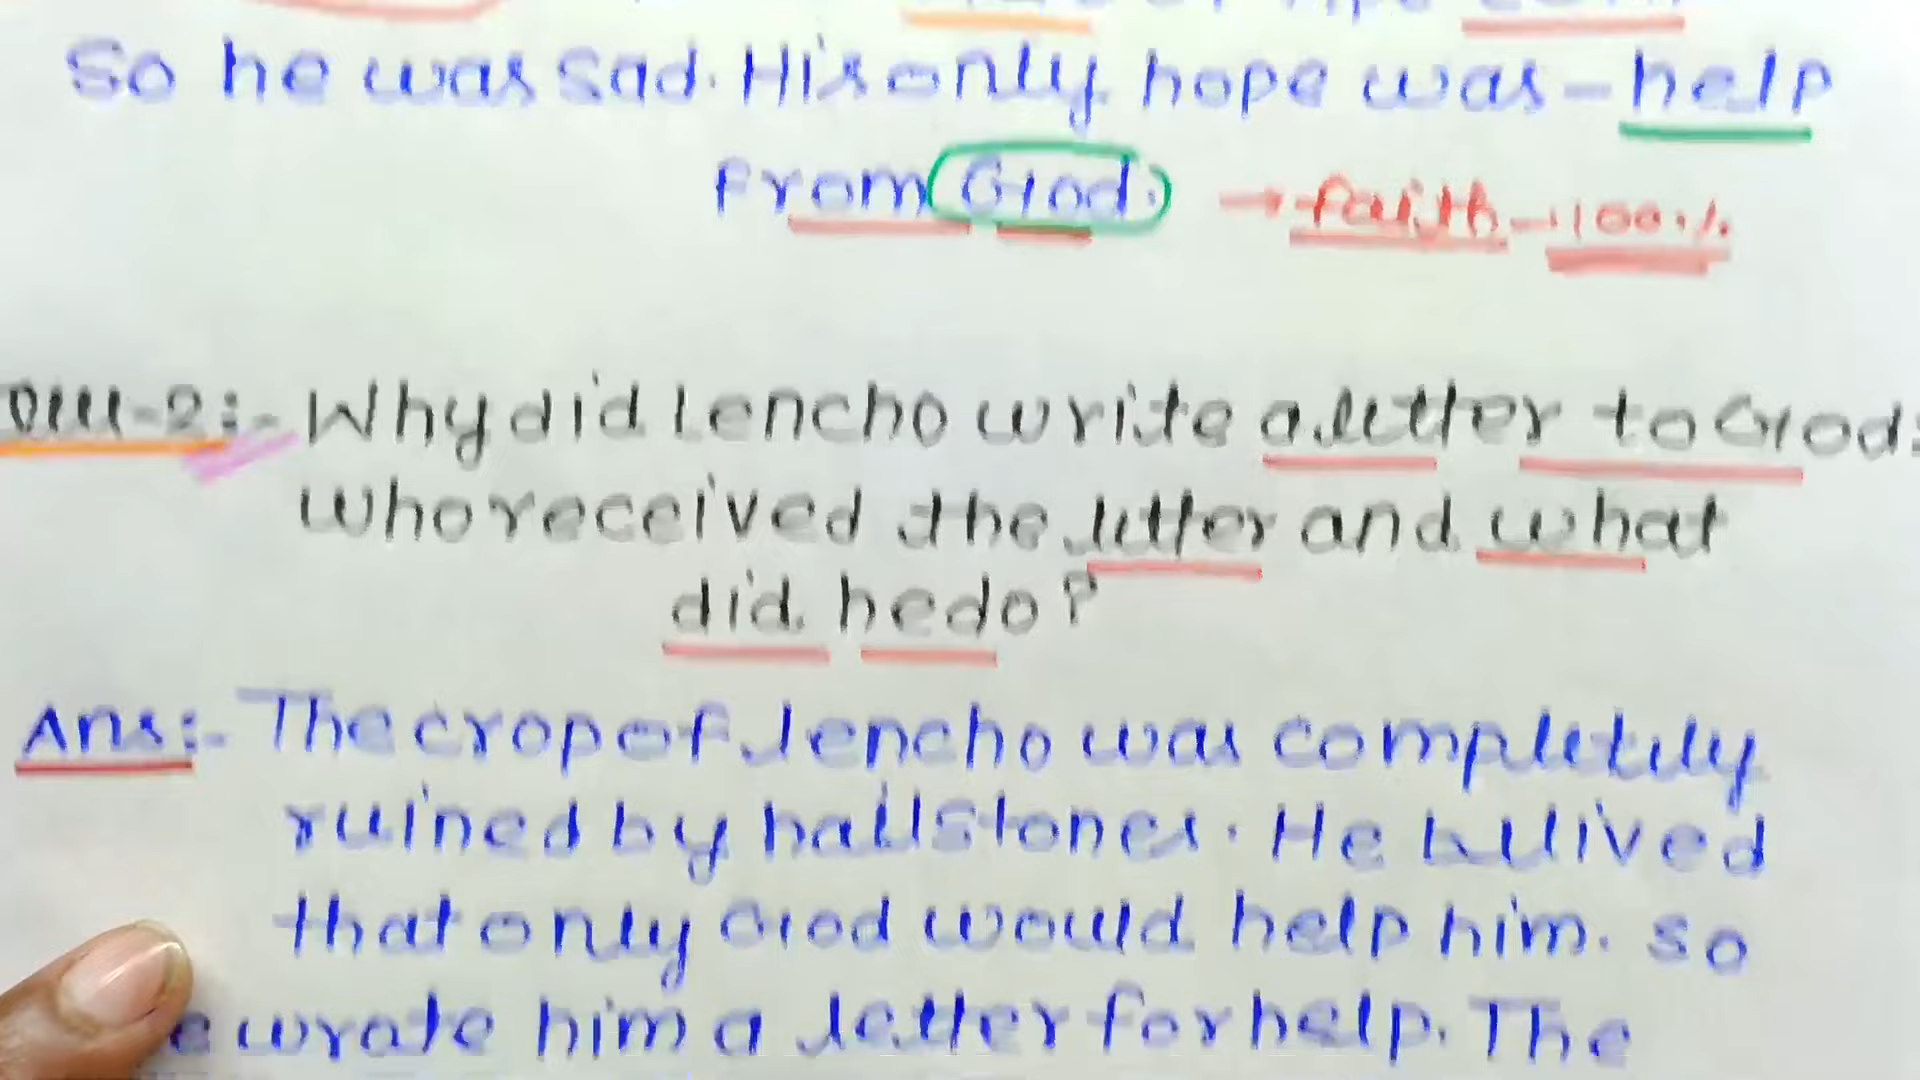 So he was sad. His only hope was - help
from God. → faith - 100%
Que-2:- Why did Lencho write a letter to God?
Who received the letter and what
did he do?
Ans:- The crop of Lencho was completely
ruined by hailstones. He belived
that only God would help him. So
e wrote him a letter for help. The